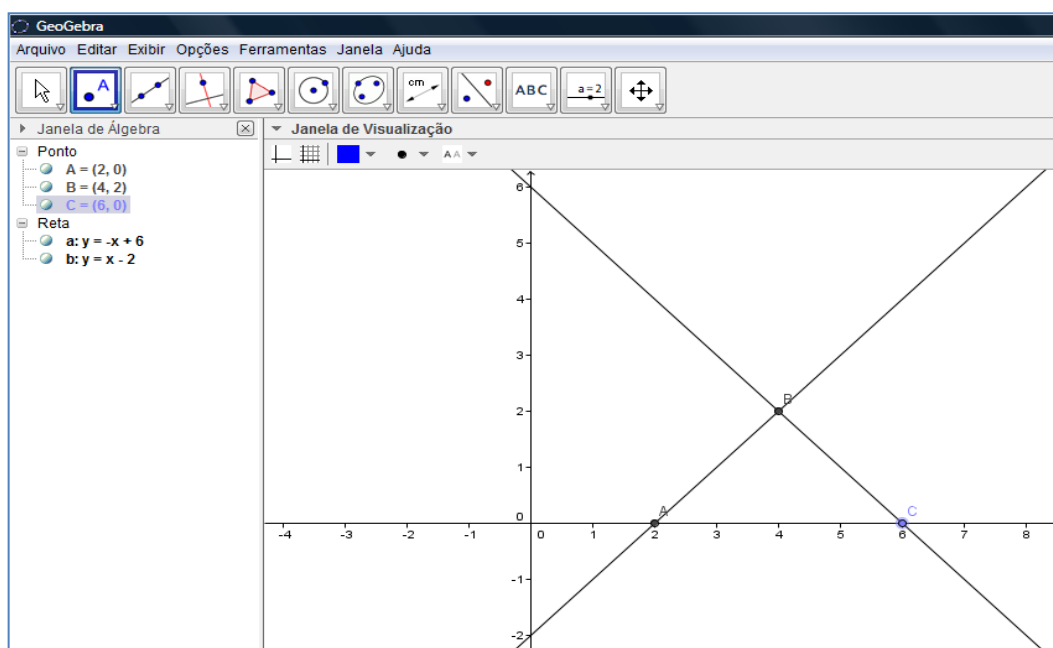 GeoGebra
Arquivo Editar Exibir Opções Ferramentas Janela Ajuda
A cm ABC a=2
Janela de Álgebra
Janela de Visualização
A A
Ponto
A = (2, 0)
B = (4, 2)
C = (6, 0)
Reta
a: y = -x + 6
b: y = x - 2
6
5
4
3
2
B
1
0
A
C
-4 -3 -2 -1 0 1 2 3 4 5 6 7 8
-1
-2